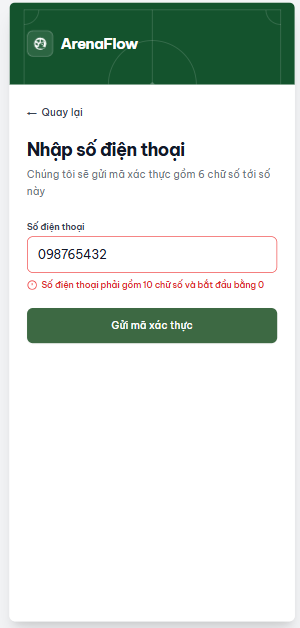 ArenaFlow
← Quay lại
Nhập số điện thoại
Chúng tôi sẽ gửi mã xác thực gồm 6 chữ số tới số
này
Số điện thoại
098765432
Số điện thoại phải gồm 10 chữ số và bắt đầu bằng 0
Gửi mã xác thực